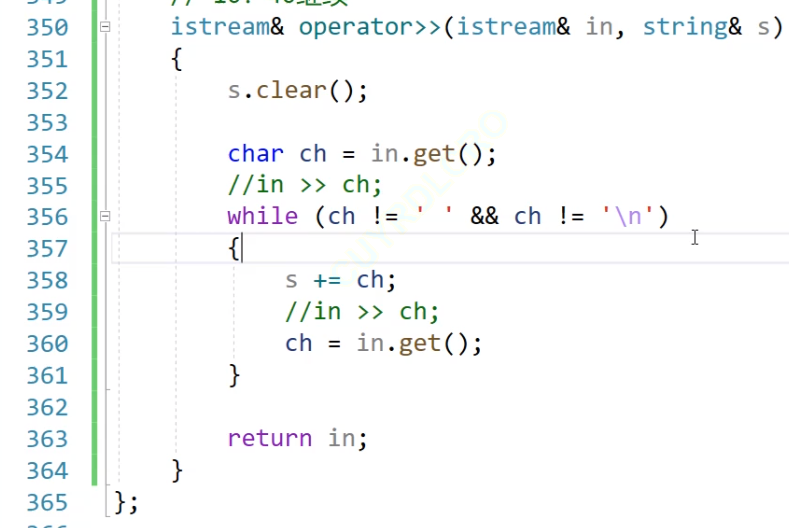 350 istream& operator>>(istream& in, string& s)
351 {
352 s.clear();
353
354 char ch = in.get();
355 //in >> ch;
356 while (ch != ' ' && ch != '\n')
357 {
358 s += ch;
359 //in >> ch;
360 ch = in.get();
361 }
362
363 return in;
364 }
365 };